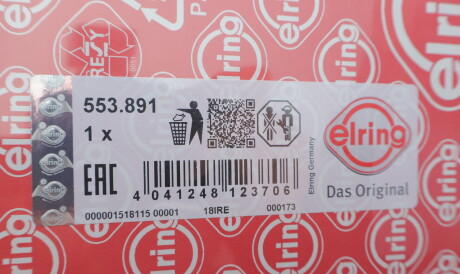 553.891
1 x
EAC
4 041248 123706
000001518115 00001 18IRE 000173
Elring Germany
elring
Das Original